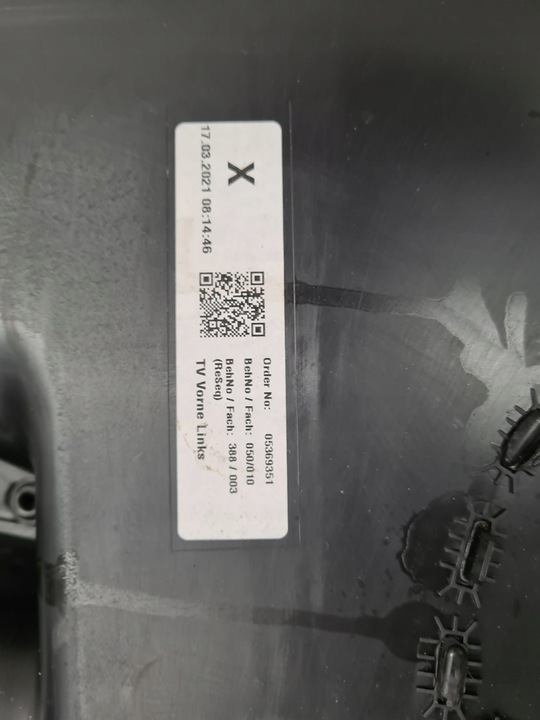 X
17.03.2021 08:14:46
Order No: 05369351
BehNo / Fach: 050/010
BehNo / Fach: 388 / 003
(ReSeq)
TV Vorne Links